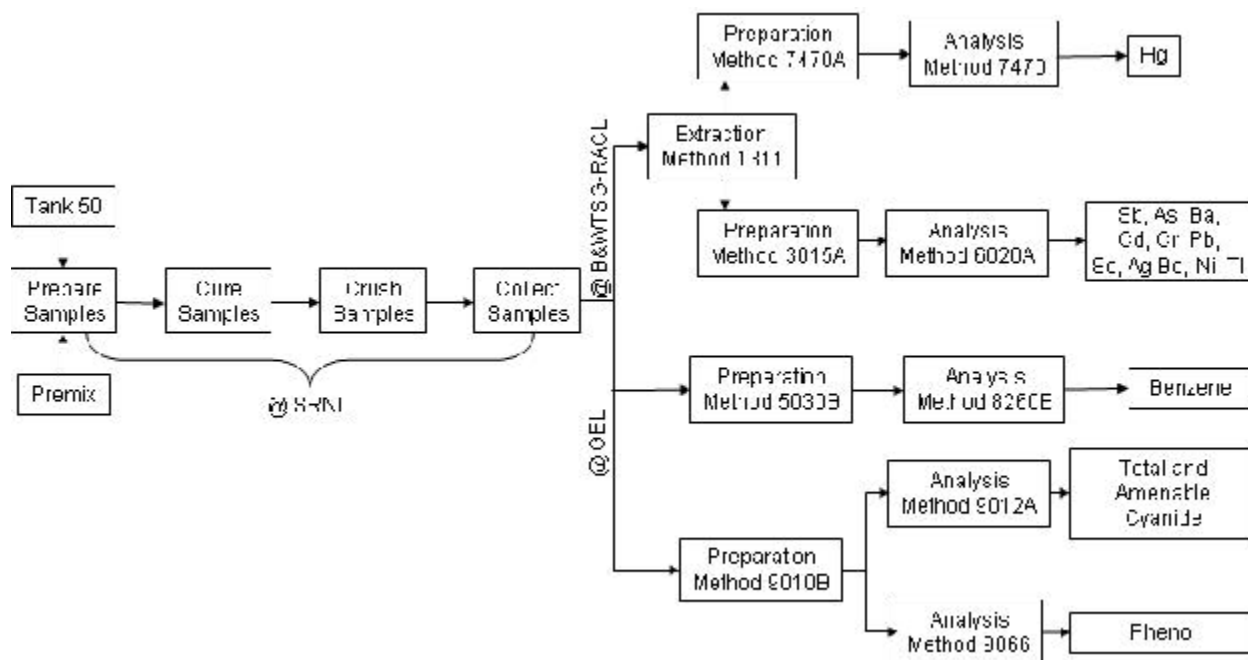 Tank 50
Prepare
Samples
Premix
Cure
Samples
Crush
Samples
Collect
Samples
@ SRNL
@B&WTSG-RACL
@OEL
Extraction
Method 1311
Preparation
Method 7470A
Analysis
Method 7470
Hg
Preparation
Method 3015A
Analysis
Method 6020A
Sb, As, Ba,
Cd, Cr, Pb,
Se, Ag, Be, Ni, Tl
Preparation
Method 5030B
Analysis
Method 8260B
Benzene
Preparation
Method 9010B
Analysis
Method 9012A
Total and
Amenable
Cyanide
Analysis
Method 9066
Phenol